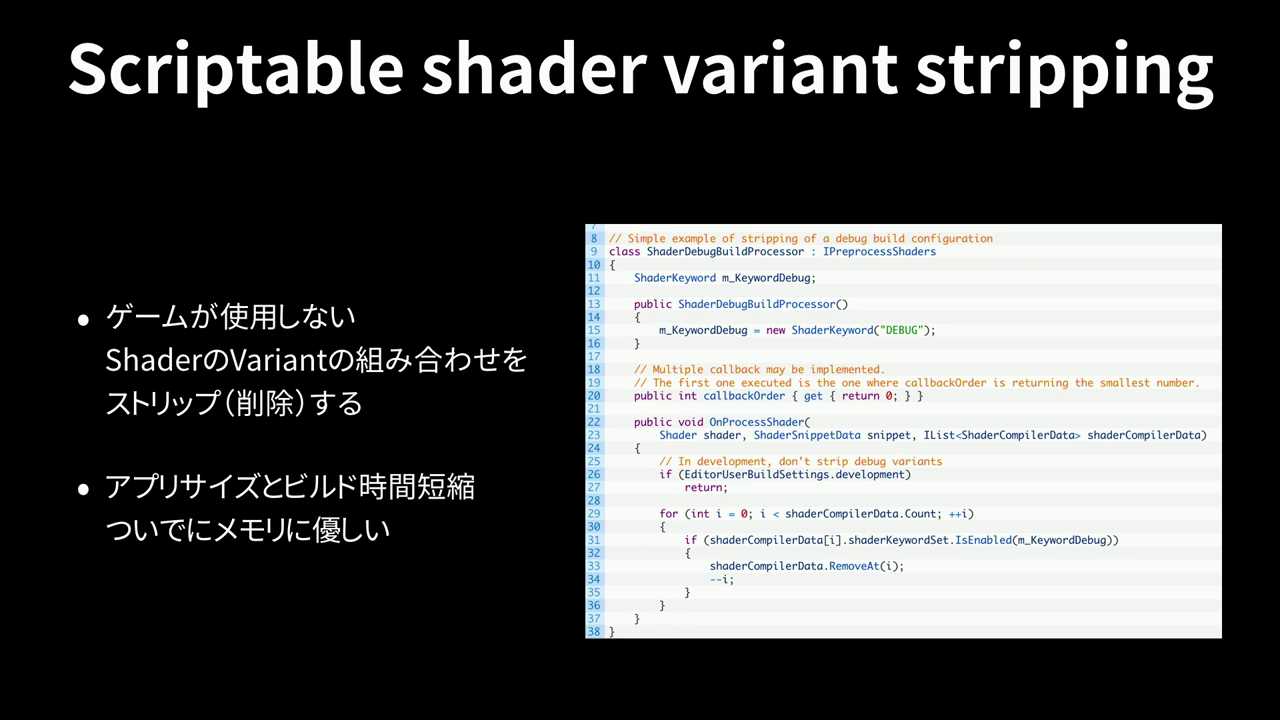 Scriptable shader variant stripping
• ゲームが使用しない
ShaderのVariantの組み合わせを
ストリップ（削除）する
• アプリサイズとビルド時間短縮
ついでにメモリに優しい
7
8 // Simple example of stripping of a debug build configuration
9 class ShaderDebugBuildProcessor : IPreprocessShaders
10 {
11 ShaderKeyword m_KeywordDebug;
12
13 public ShaderDebugBuildProcessor()
14 {
15 m_KeywordDebug = new ShaderKeyword("DEBUG");
16 }
17
18 // Multiple callback may be implemented.
19 // The first one executed is the one where callbackOrder is returning the smallest number.
20 public int callbackOrder { get { return 0; } }
21
22 public void OnProcessShader(
23 Shader shader, ShaderSnippetData snippet, IList<ShaderCompilerData> shaderCompilerData)
24 {
25 // In development, don't strip debug variants
26 if (EditorUserBuildSettings.development)
27 return;
28
29 for (int i = 0; i < shaderCompilerData.Count; ++i)
30 {
31 if (shaderCompilerData[i].shaderKeywordSet.IsEnabled(m_KeywordDebug))
32 {
33 shaderCompilerData.RemoveAt(i);
34 --i;
35 }
36 }
37 }
38 }